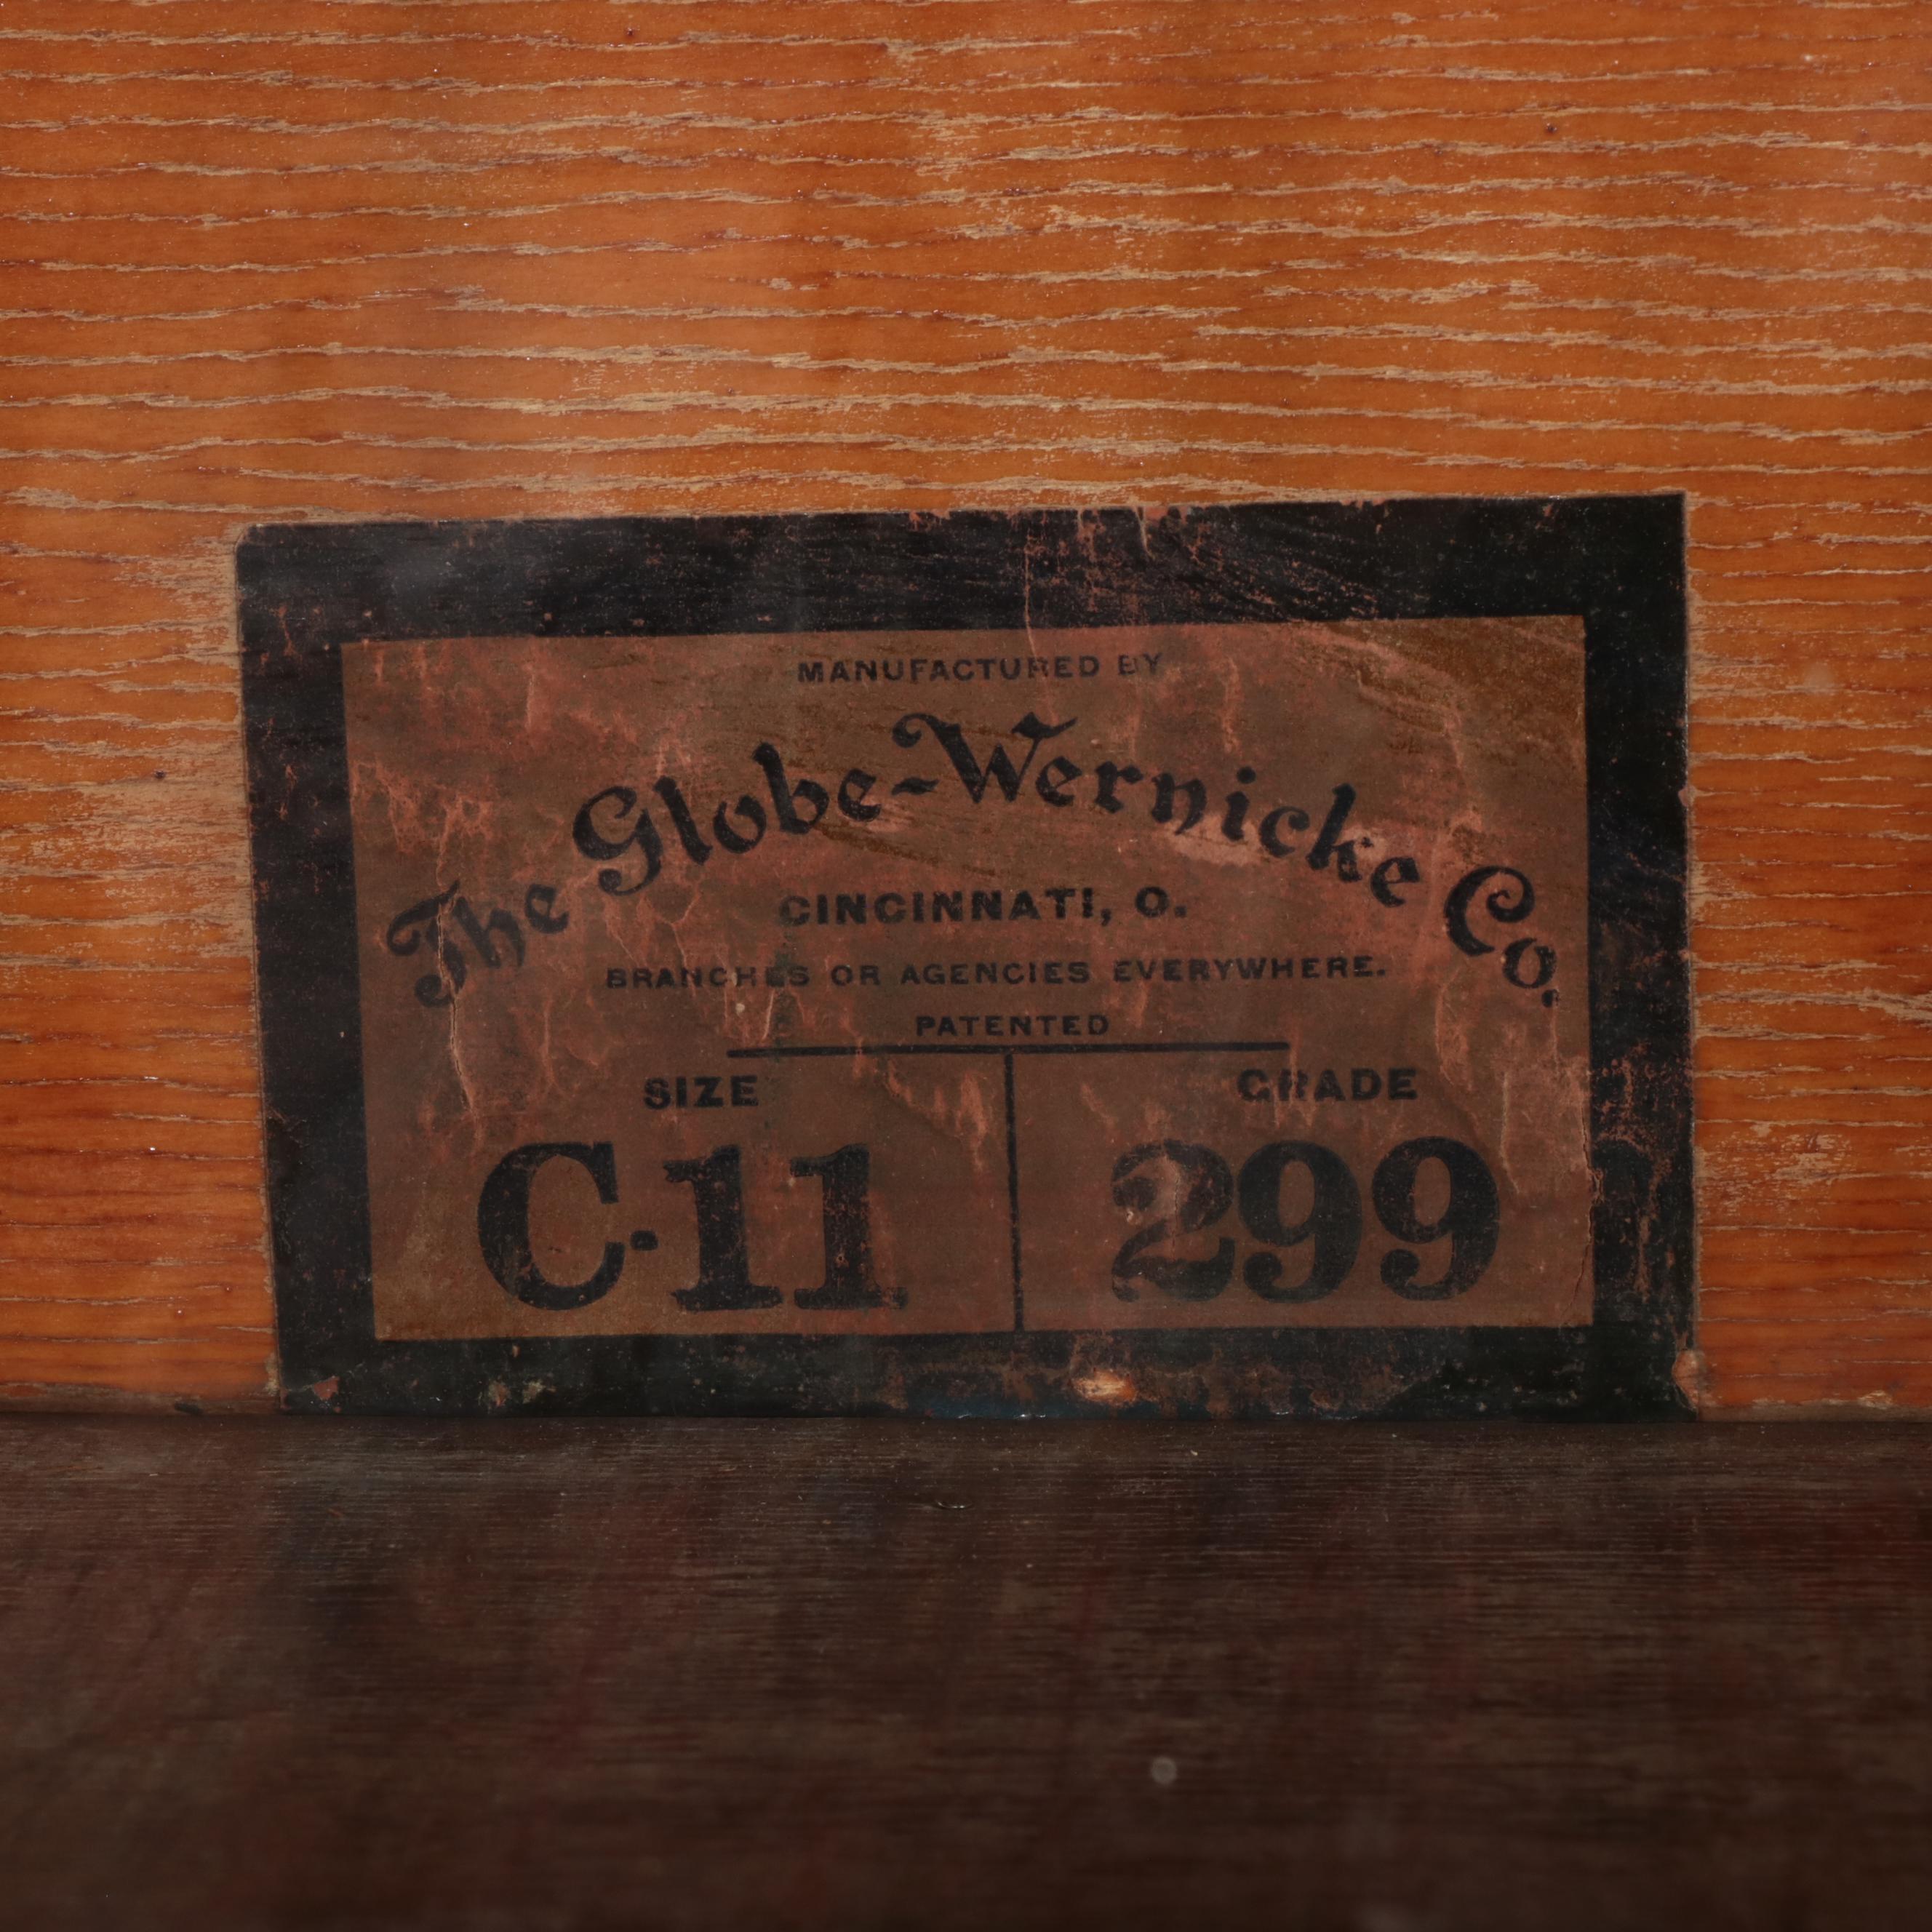 MANUFACTURED BY
The Globe-Wernicke Co.
CINCINNATI, O.
BRANCHES OR AGENCIES EVERYWHERE.
PATENTED
SIZE
C-11
GRADE
299